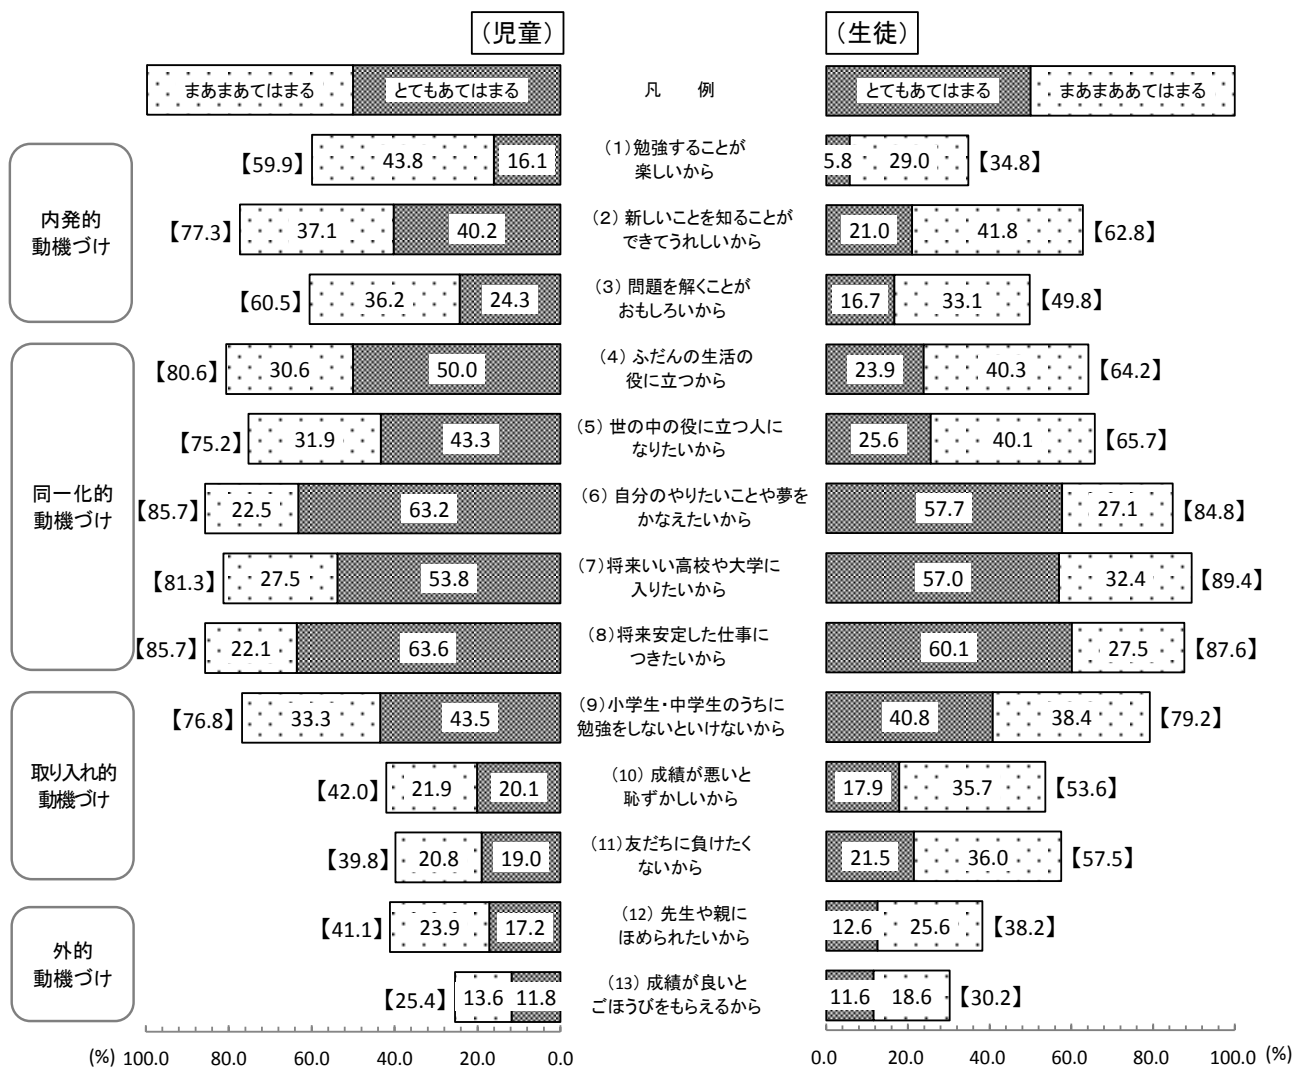 (児童)
(生徒)
まあまあてはまる
とてもあてはまる
凡 例
とてもあてはまる
まあまああてはまる
内発的
動機づけ
【59.9】 43.8 16.1
(1)勉強することが
楽しいから
5.8 29.0 【34.8】
【77.3】 37.1 40.2
(2) 新しいことを知ることが
できてうれしいから
21.0 41.8 【62.8】
【60.5】 36.2 24.3
(3) 問題を解くことが
おもしろいから
16.7 33.1 【49.8】
同一化的
動機づけ
【80.6】 30.6 50.0
(4) ふだんの生活の
役に立つから
23.9 40.3 【64.2】
【75.2】 31.9 43.3
(5) 世の中の役に立つ人に
なりたいから
25.6 40.1 【65.7】
【85.7】 22.5 63.2
(6) 自分のやりたいことや夢を
かなえたいから
57.7 27.1 【84.8】
【81.3】 27.5 53.8
(7)将来いい高校や大学に
入りたいから
57.0 32.4 【89.4】
【85.7】 22.1 63.6
(8)将来安定した仕事に
つきたいから
60.1 27.5 【87.6】
取り入れ的
動機づけ
【76.8】 33.3 43.5
(9)小学生・中学生のうちに
勉強をしないといけないから
40.8 38.4 【79.2】
【42.0】 21.9 20.1
(10) 成績が悪いと
恥ずかしいから
17.9 35.7 【53.6】
【39.8】 20.8 19.0
(11)友だちに負けたく
ないから
21.5 36.0 【57.5】
外的
動機づけ
【41.1】 23.9 17.2
(12) 先生や親に
ほめられたいから
12.6 25.6 【38.2】
【25.4】 13.6 11.8
(13) 成績が良いと
ごほうびをもらえるから
11.6 18.6 【30.2】
(%) 100.0 80.0 60.0 40.0 20.0 0.0
0.0 20.0 40.0 60.0 80.0 100.0 (%)